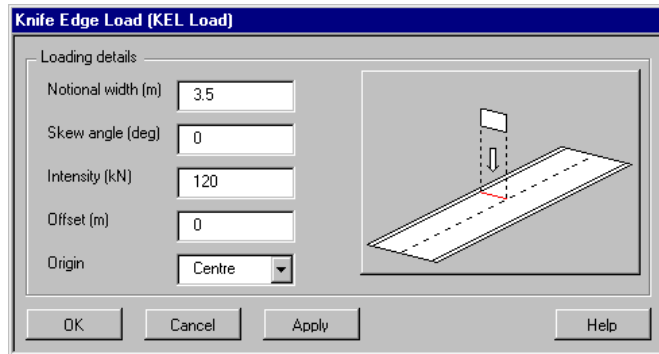 Knife Edge Load (KEL Load)
Loading details
Notional width (m) 3.5
Skew angle (deg) 0
Intensity (kN) 120
Offset (m) 0
Origin Centre
OK Cancel Apply Help